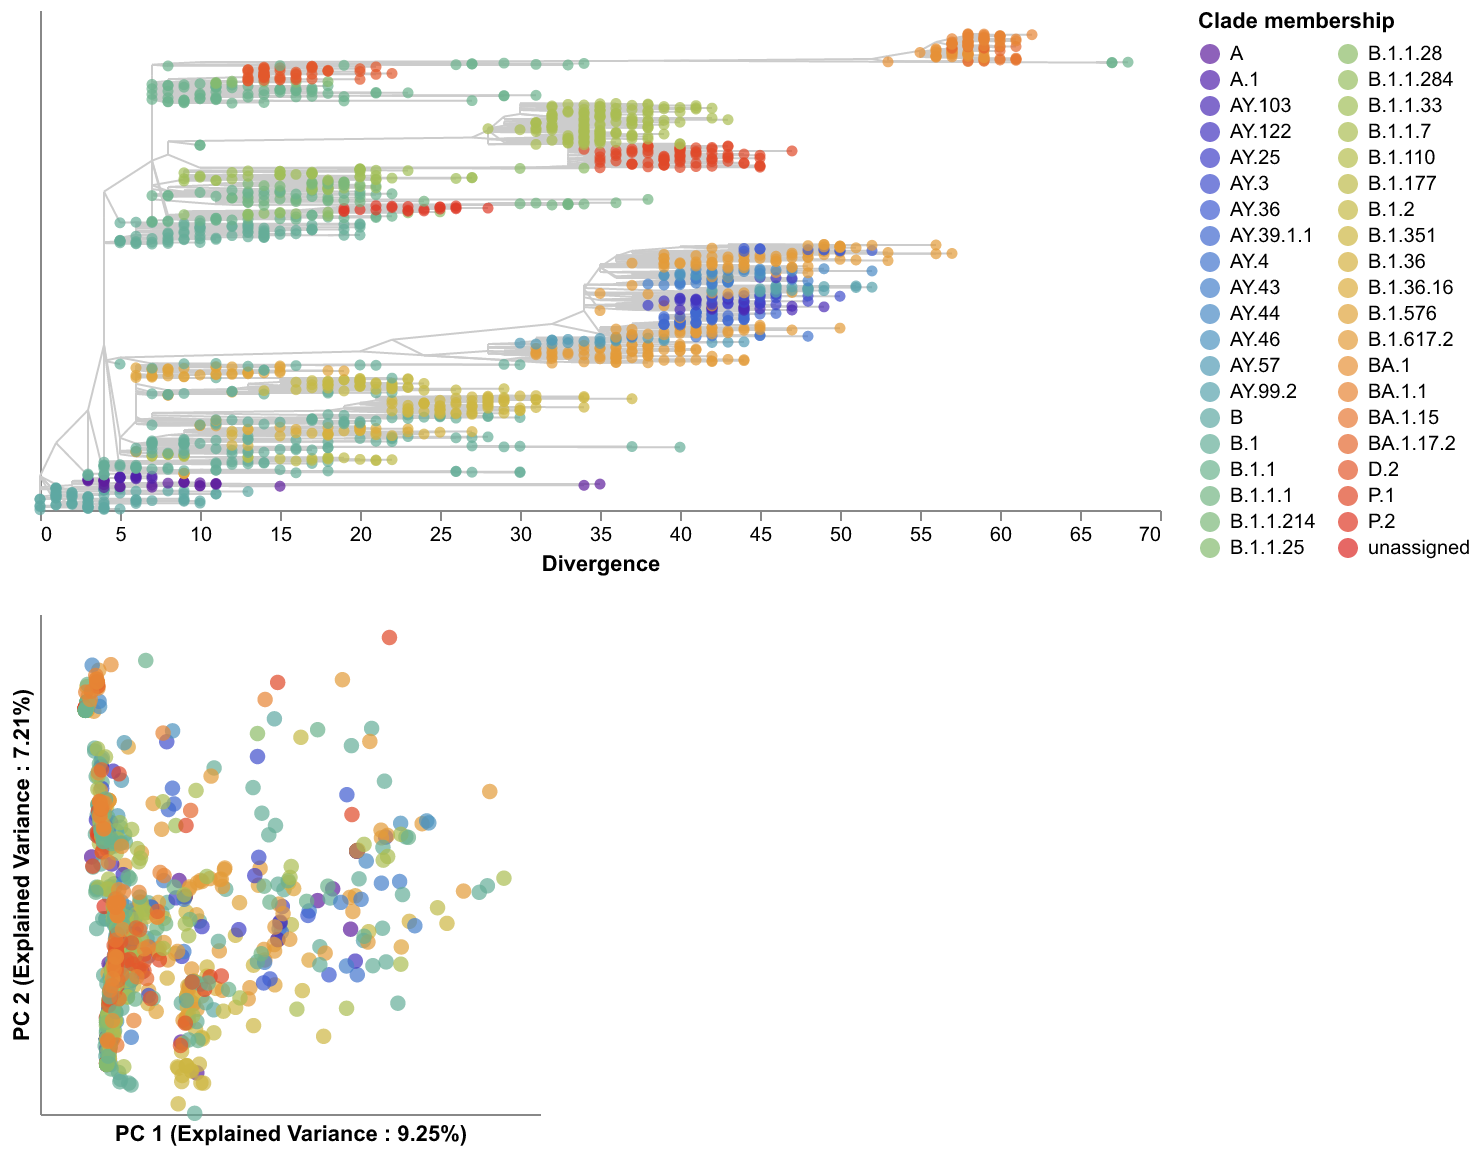 Clade membership
A
A.1
AY.103
AY.122
AY.25
AY.3
AY.36
AY.39.1.1
AY.4
AY.43
AY.44
AY.46
AY.57
AY.99.2
B
B.1
B.1.1
B.1.1.1
B.1.1.214
B.1.1.25
B.1.1.28
B.1.1.284
B.1.1.33
B.1.1.7
B.1.110
B.1.177
B.1.2
B.1.351
B.1.36
B.1.36.16
B.1.576
B.1.617.2
BA.1
BA.1.1
BA.1.15
BA.1.17.2
D.2
P.1
P.2
unassigned
0 5 10 15 20 25 30 35 40 45 50 55 60 65 70
Divergence
PC 2 (Explained Variance : 7.21%)
PC 1 (Explained Variance : 9.25%)